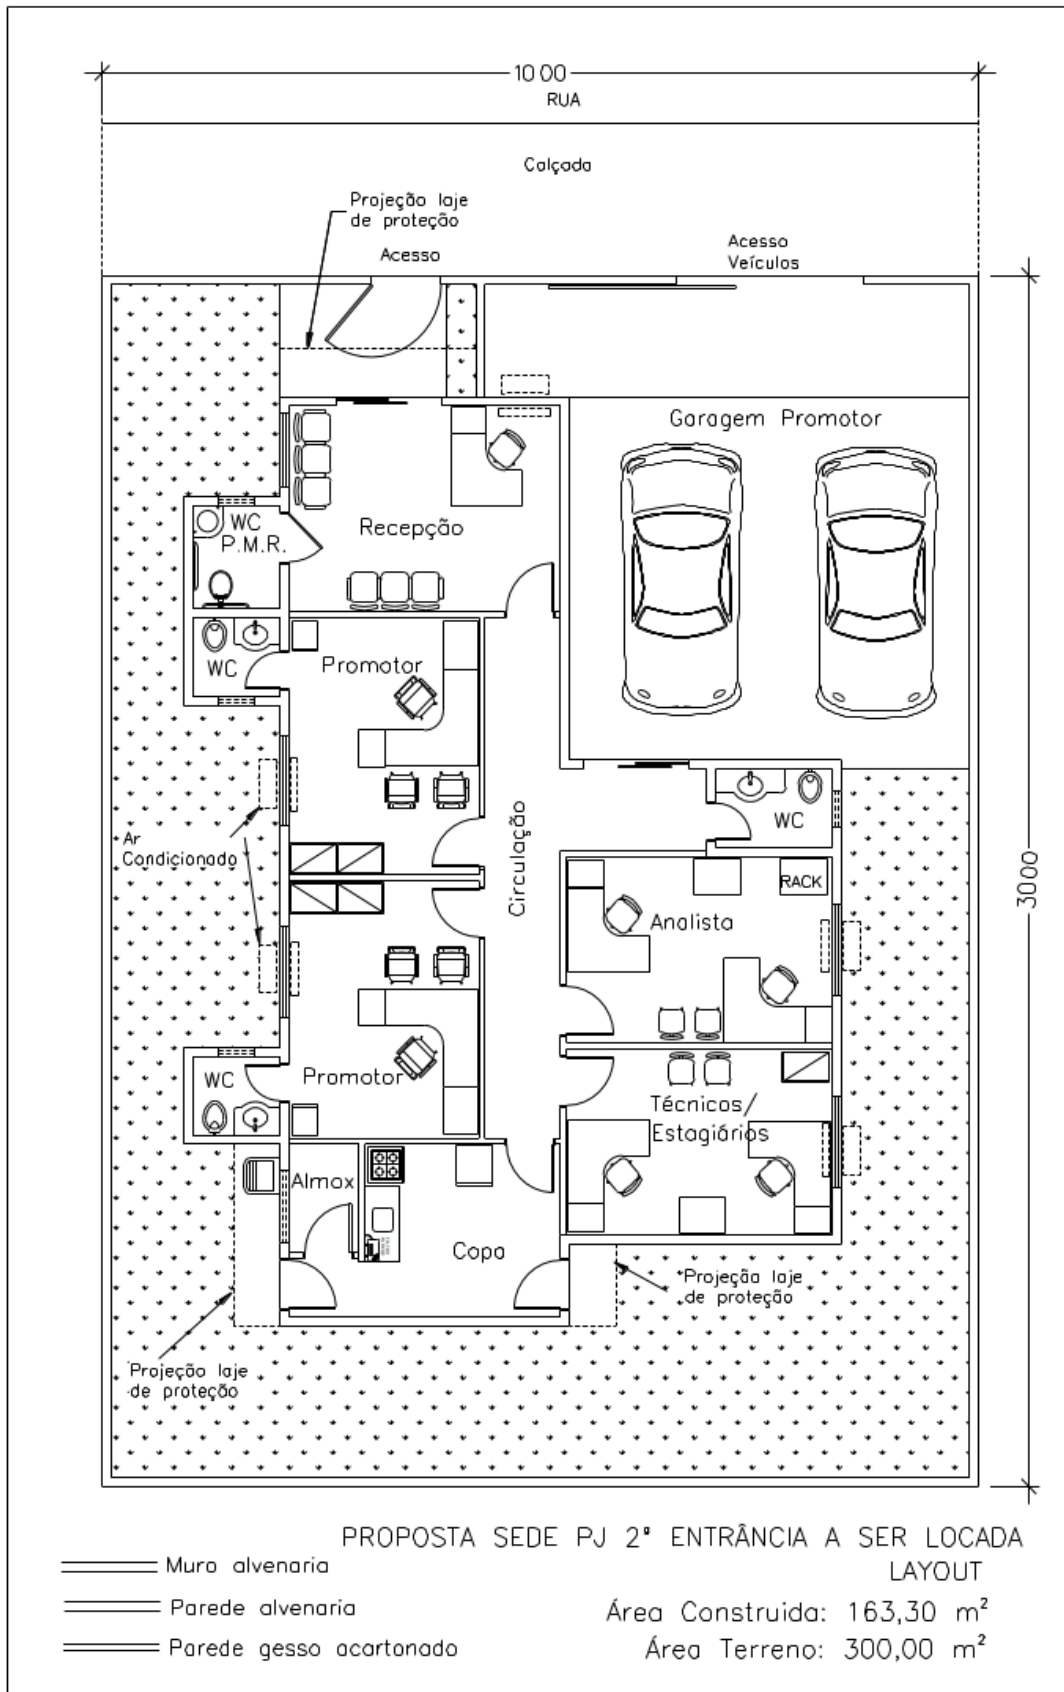 10 00
RUA
Calçada
Projeção laje
de proteção
Acesso
Acesso
Veículos
Garagem Promotor
WC
P.M.R.
Recepção
WC
Promotor
Ar
Condicionado
Circulação
WC
RACK
Analista
3000
WC
Promotor
Técnicos/
Estagiários
Almox
Copa
Projeção laje
de proteção
Projeção laje
de proteção
PROPOSTA SEDE PJ 2ª ENTRÂNCIA A SER LOCADA
LAYOUT
Muro alvenaria
Parede alvenaria
Parede gesso acartonado
Área Construida: 163,30 m²
Área Terreno: 300,00 m²